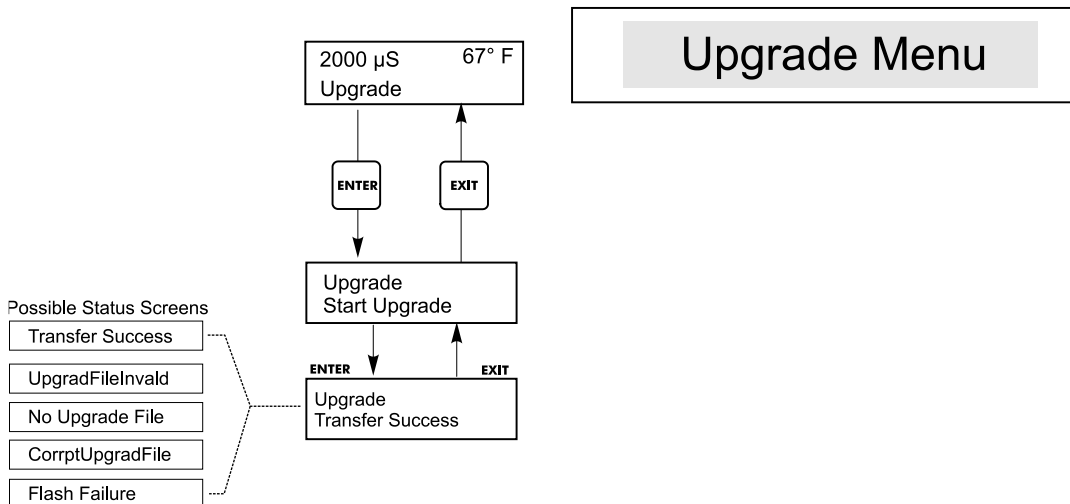 Upgrade Menu
2000 µS 67° F
Upgrade
ENTER EXIT
Upgrade
Start Upgrade
ENTER EXIT
Upgrade
Transfer Success
Possible Status Screens
Transfer Success
UpgradFileInvald
No Upgrade File
CorrptUpgradFile
Flash Failure